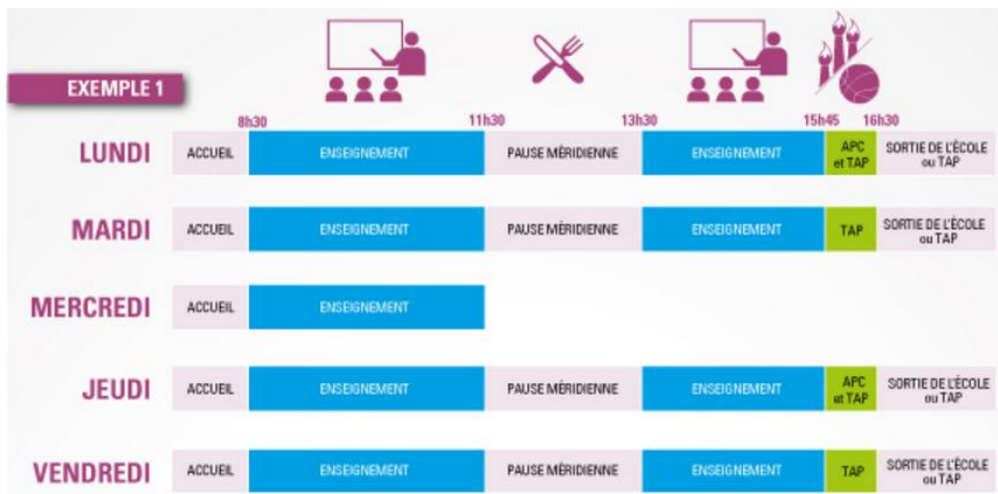 EXEMPLE 1
8h30 11h30 13h30 15h45 16h30
LUNDI ACCUEIL ENSEIGNEMENT PAUSE MÉRIDIENNE ENSEIGNEMENT APC et TAP SORTIE DE L'ÉCOLE ou TAP
MARDI ACCUEIL ENSEIGNEMENT PAUSE MÉRIDIENNE ENSEIGNEMENT TAP SORTIE DE L'ÉCOLE ou TAP
MERCREDI ACCUEIL ENSEIGNEMENT
JEUDI ACCUEIL ENSEIGNEMENT PAUSE MÉRIDIENNE ENSEIGNEMENT APC et TAP SORTIE DE L'ÉCOLE ou TAP
VENDREDI ACCUEIL ENSEIGNEMENT PAUSE MÉRIDIENNE ENSEIGNEMENT TAP SORTIE DE L'ÉCOLE ou TAP